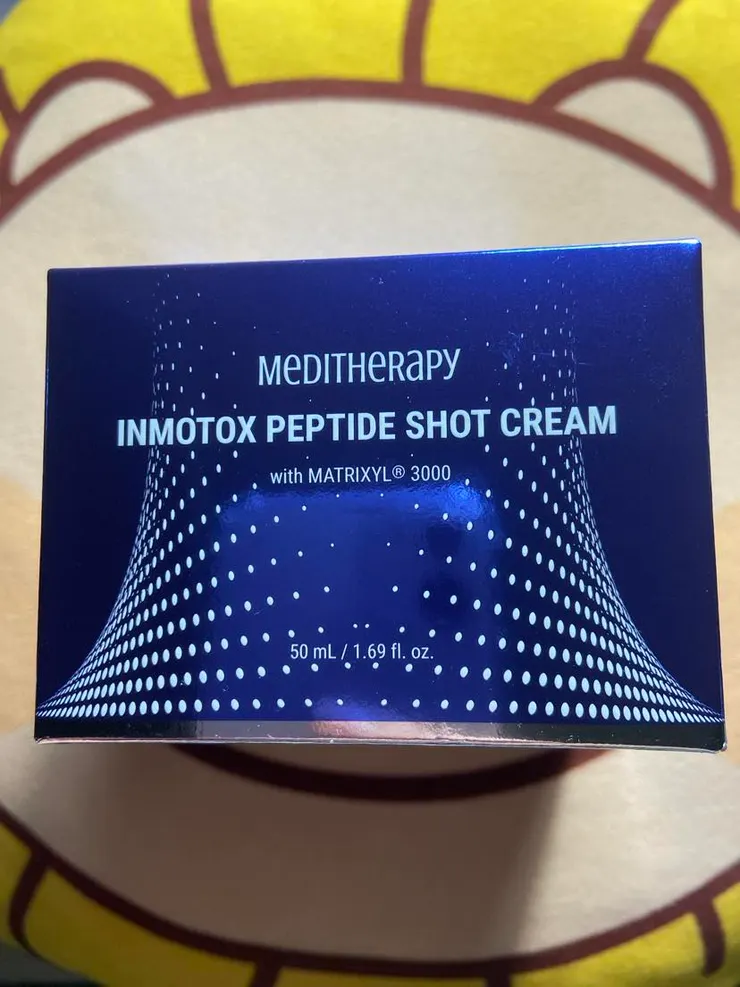 MEDITHERAPY
INMOTOX PEPTIDE SHOT CREAM
with MATRIXYL® 3000
50 mL / 1.69 fl. oz.